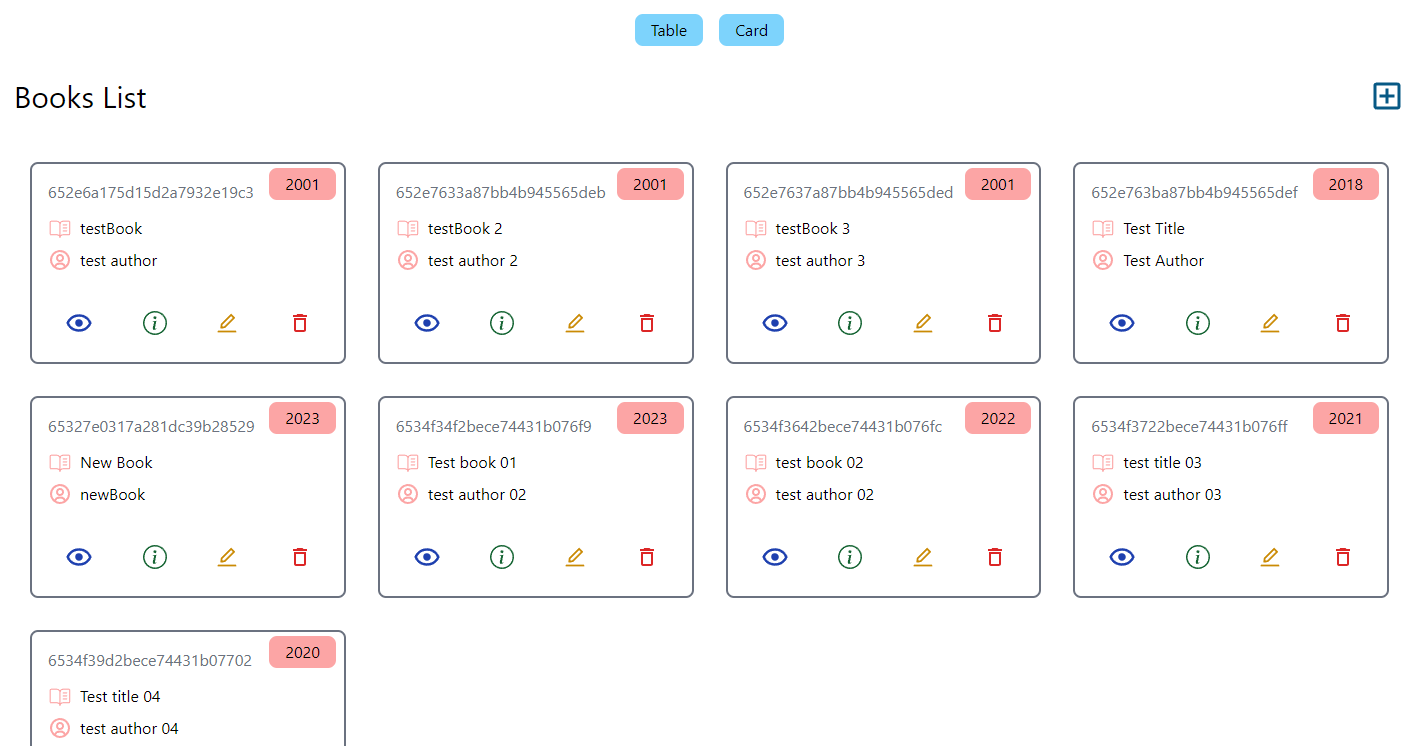 Table Card
Books List
652e6a175d15d2a7932e19c3 2001
testBook
test author
652e7633a87bb4b945565deb 2001
testBook 2
test author 2
652e7637a87bb4b945565ded 2001
testBook 3
test author 3
652e763ba87bb4b945565def 2018
Test Title
Test Author
65327e0317a281dc39b28529 2023
New Book
newBook
6534f34f2bece74431b076f9 2023
Test book 01
test author 02
6534f3642bece74431b076fc 2022
test book 02
test author 02
6534f3722bece74431b076ff 2021
test title 03
test author 03
6534f39d2bece74431b07702 2020
Test title 04
test author 04